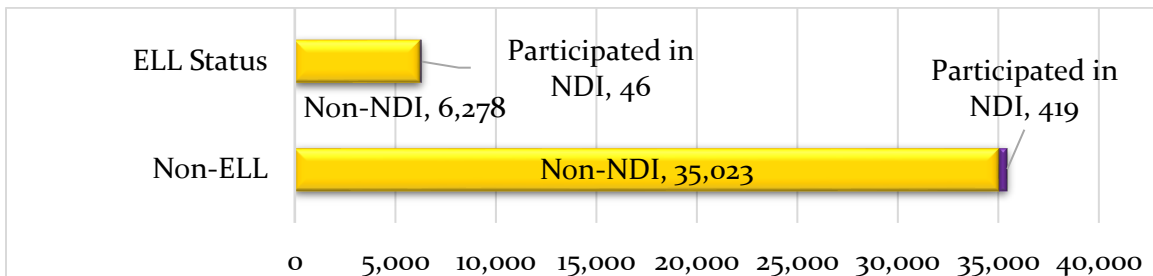 ELL Status
Participated in
NDI, 46
Non-NDI, 6,278
Participated in
NDI, 419
Non-ELL
Non-NDI, 35,023
0 5,000 10,000 15,000 20,000 25,000 30,000 35,000 40,000